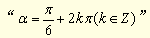 “ α = π/6 + 2kπ(k ∈ Z) ”